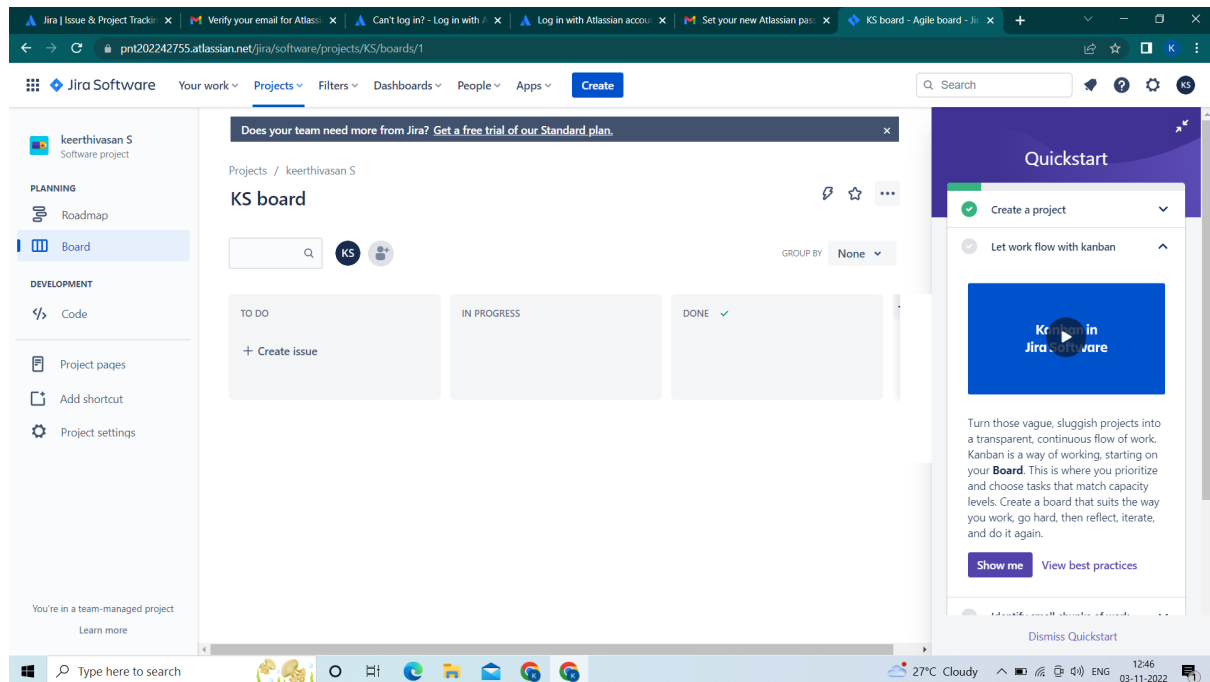 Jira | Issue & Project Trackin
Verify your email for Atlassi
Can't log in? - Log in with A
Log in with Atlassian accou
Set your new Atlassian pass
KS board - Agile board - Jir
pnt202242755.atlassian.net/jira/software/projects/KS/boards/1
K
Jira Software
Your work
Projects
Filters
Dashboards
People
Apps
Create
Search
KS
keerthivasan S
Software project
PLANNING
Roadmap
Board
DEVELOPMENT
Code
Project pages
Add shortcut
Project settings
You're in a team-managed project
Learn more
Does your team need more from Jira? Get a free trial of our Standard plan.
Projects / keerthivasan S
KS board
KS
GROUP BY None
TO DO
+ Create issue
IN PROGRESS
DONE
Quickstart
Create a project
Let work flow with kanban
Kanban in
Jira Software
Turn those vague, sluggish projects into
a transparent, continuous flow of work.
Kanban is a way of working, starting on
your Board. This is where you prioritize
and choose tasks that match capacity
levels. Create a board that suits the way
you work, go hard, then reflect, iterate,
and do it again.
Show me
View best practices
Identify small chunks of work
Dismiss Quickstart
Type here to search
27°C Cloudy
ENG
12:46
03-11-2022